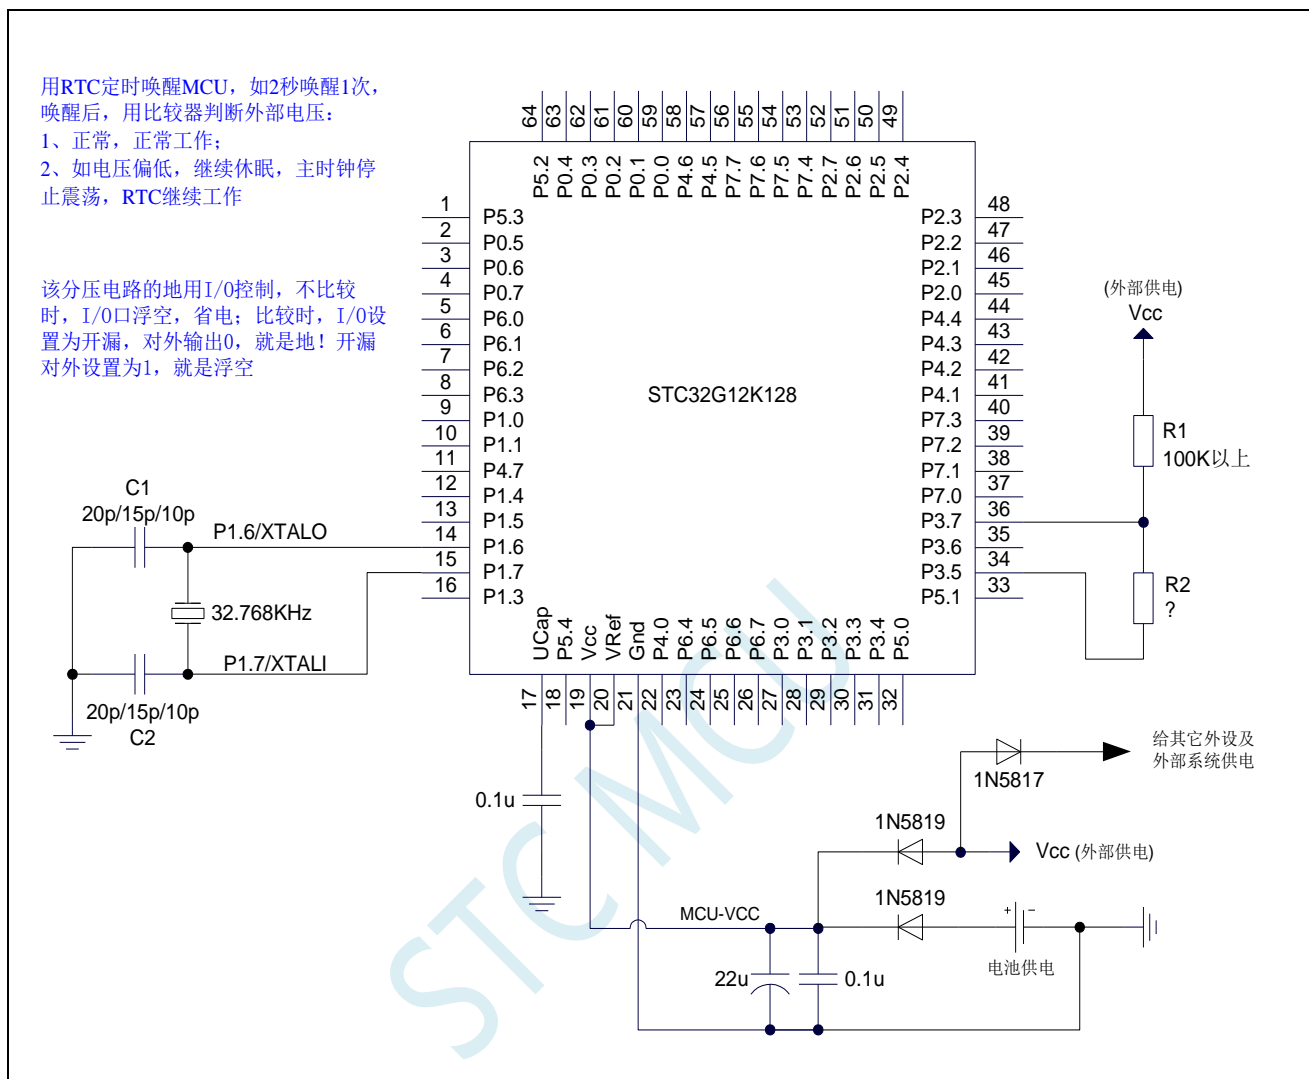 用RTC定时唤醒MCU，如2秒唤醒1次，
唤醒后，用比较器判断外部电压：
1、正常，正常工作；
2、如电压偏低，继续休眠，主时钟停
止震荡，RTC继续工作
该分压电路的地用I/O控制，不比较
时，I/O口浮空，省电；比较时，I/O设
置为开漏，对外输出0，就是地！开漏
对外设置为1，就是浮空
64
63
62
61
60
59
58
57
56
55
54
53
52
51
50
49
P5.2
P0.4
P0.3
P0.2
P0.1
P0.0
P4.6
P4.5
P7.7
P7.6
P7.5
P7.4
P2.7
P2.6
P2.5
P2.4
1 P5.3
2 P0.5
3 P0.6
4 P0.7
5 P6.0
6 P6.1
7 P6.2
8 P6.3
9 P1.0
10 P1.1
11 P4.7
12 P1.4
13 P1.5
14 P1.6
15 P1.7
16 P1.3
STC32G12K128
P2.3 48
P2.2 47
P2.1 46
P2.0 45
P4.4 44
P4.3 43
P4.2 42
P4.1 41
P7.3 40
P7.2 39
P7.1 38
P7.0 37
P3.7 36
P3.6 35
P3.5 34
P5.1 33
UCap
P5.4
Vcc
VRef
Gnd
P4.0
P6.4
P6.5
P6.6
P6.7
P3.0
P3.1
P3.2
P3.3
P3.4
P5.0
17
18
19
20
21
22
23
24
25
26
27
28
29
30
31
32
C1
20p/15p/10p
P1.6/XTALO
32.768KHz
P1.7/XTALI
20p/15p/10p
C2
(外部供电)
Vcc
R1
100K以上
R2
?
0.1u
给其它外设及
外部系统供电
1N5817
1N5819
Vcc (外部供电)
1N5819
MCU-VCC
+ −
电池供电
22u
0.1u
STC MCU